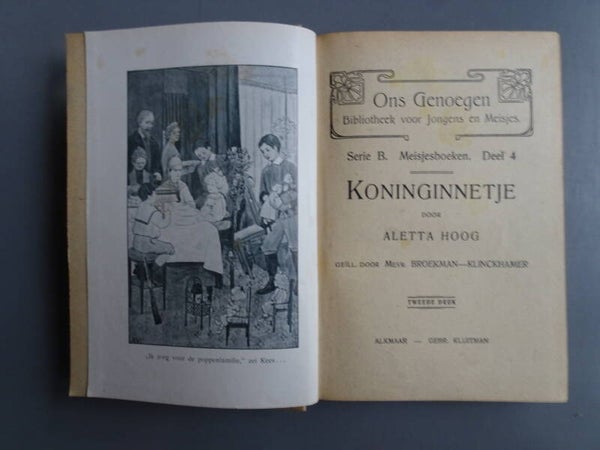 „Ik zorg voor de poppenfamilie,” zei Kees...
Ons Genoegen
Bibliotheek voor Jongens en Meisjes.
Serie B. Meisjesboeken. Deel 4
KONINGINNETJE
DOOR
ALETTA HOOG
GEÏLL. DOOR MEVR. BROEKMAN—KLINCKHAMER
TWEEDE DRUK
ALKMAAR — GEBR. KLUITMAN